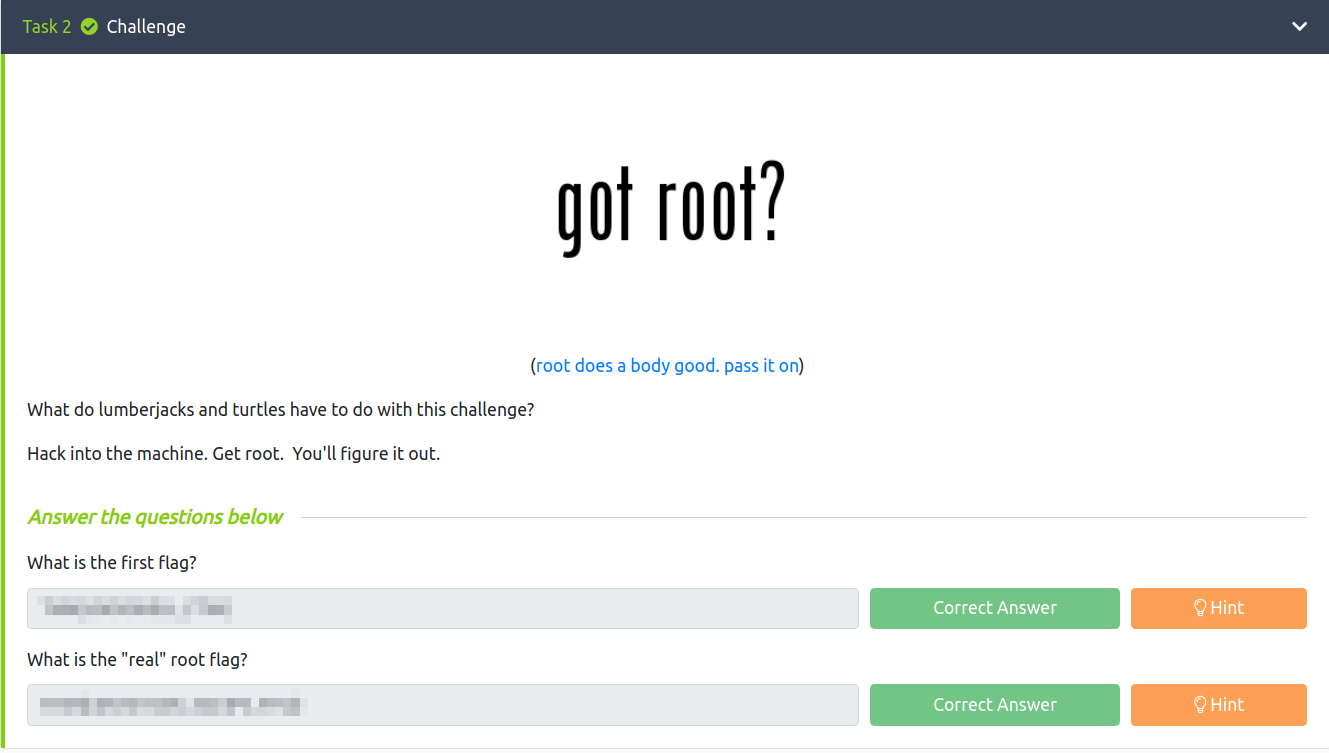 Task 2 Challenge
got root?
(root does a body good. pass it on)
What do lumberjacks and turtles have to do with this challenge?
Hack into the machine. Get root.  You'll figure it out.
Answer the questions below
What is the first flag?
Correct Answer Hint
What is the "real" root flag?
Correct Answer Hint